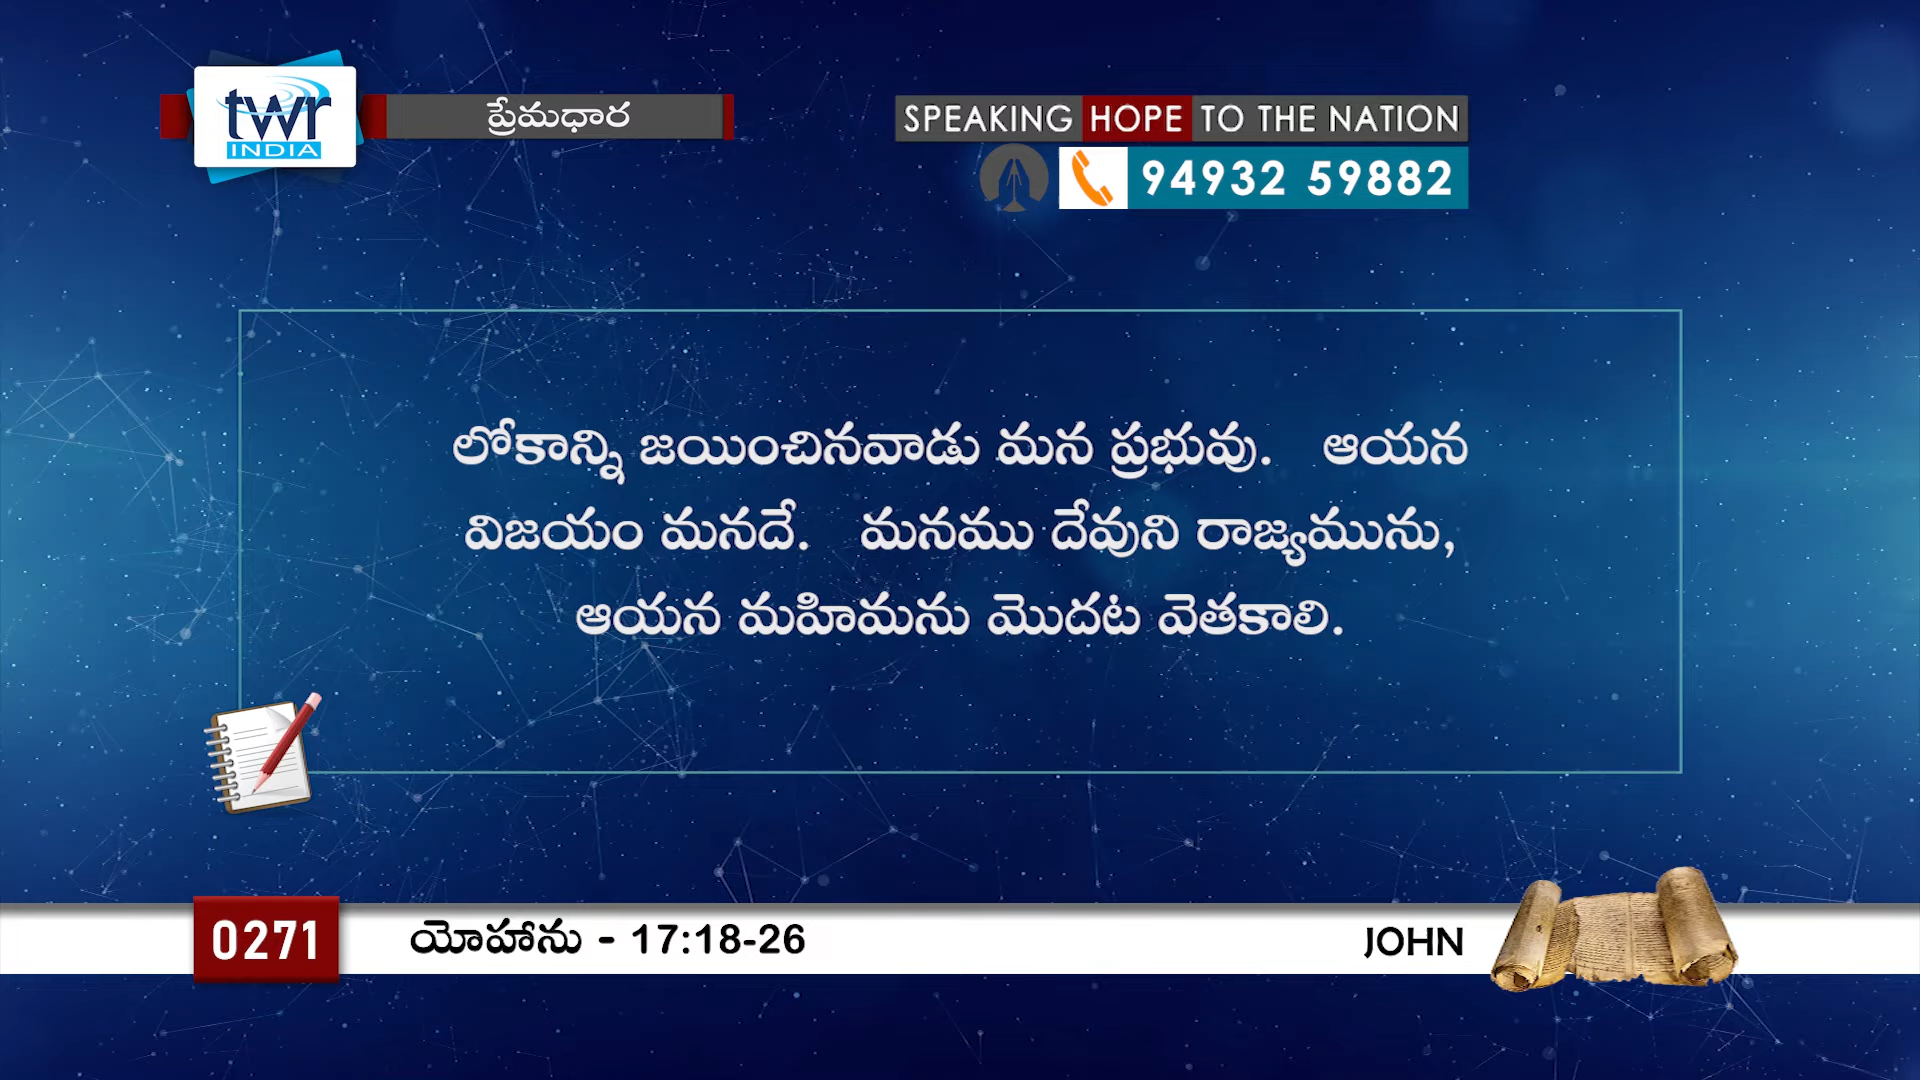 twr
INDIA
ప్రేమధార
SPEAKING HOPE TO THE NATION
94932 59882
లోకాన్ని జయించినవాడు మన ప్రభువు. ఆయన
విజయం మనదే. మనము దేవుని రాజ్యమును,
ఆయన మహిమను మొదట వెతకాలి.
0271
యోహాను - 17:18-26
JOHN